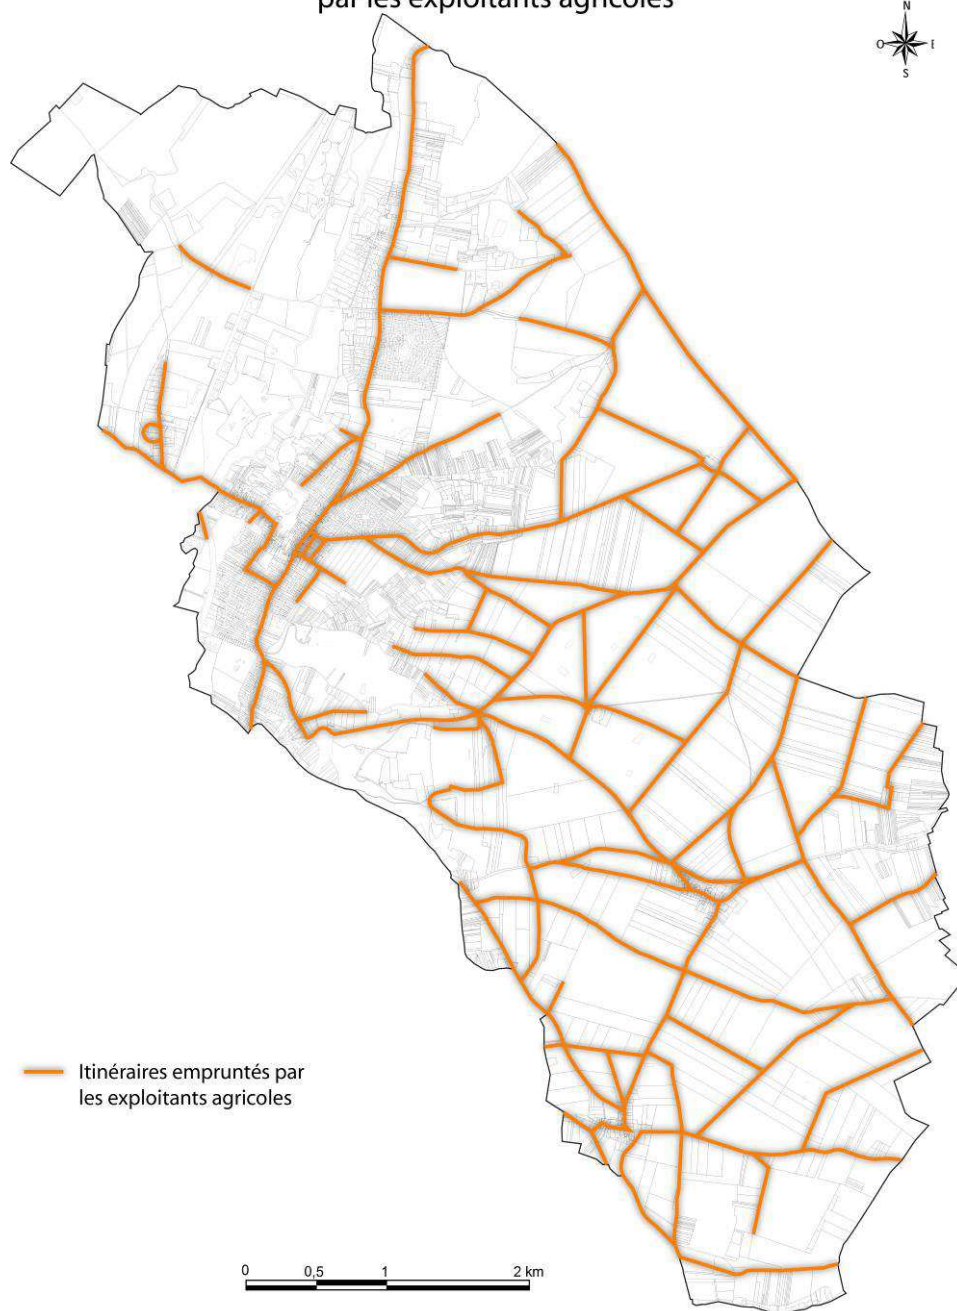 par les exploitants agricoles
N
O E
S
Itinéraires empruntés par
les exploitants agricoles
0 0,5 1 2 km